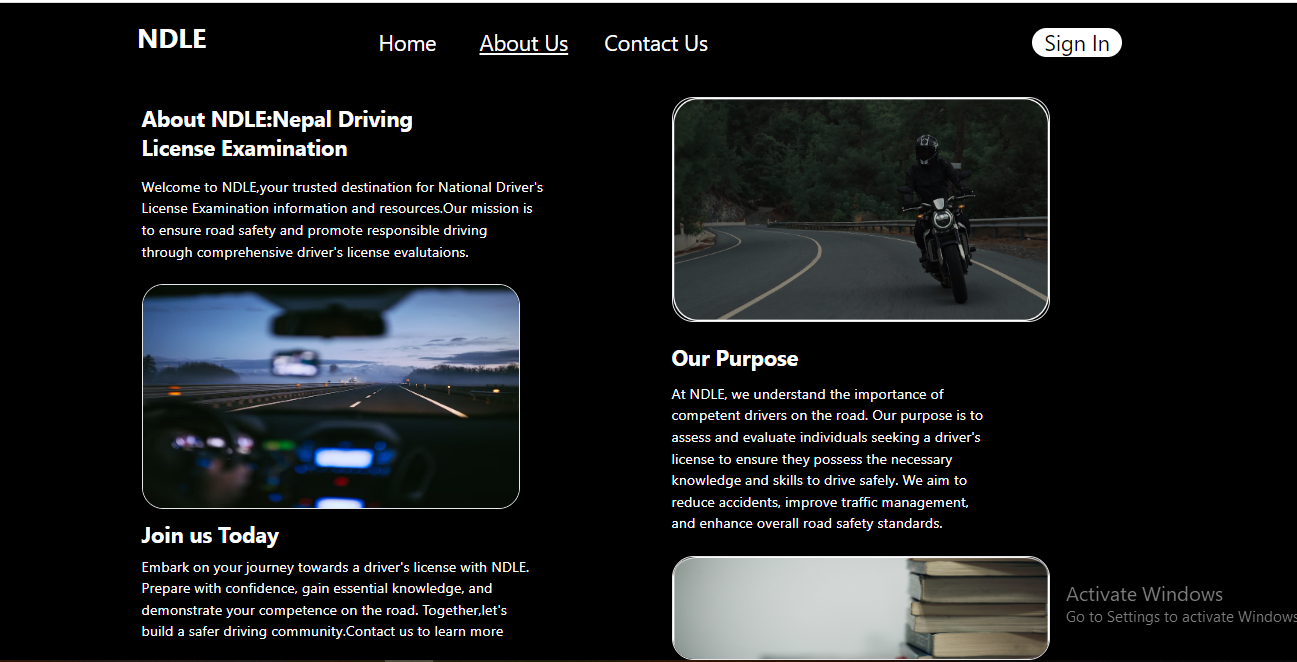 NDLE
Home
About Us
Contact Us
Sign In
About NDLE:Nepal Driving
License Examination
Welcome to NDLE,your trusted destination for National Driver's
License Examination information and resources.Our mission is
to ensure road safety and promote responsible driving
through comprehensive driver's license evalutaions.
Join us Today
Embark on your journey towards a driver's license with NDLE.
Prepare with confidence, gain essential knowledge, and
demonstrate your competence on the road. Together,let's
build a safer driving community.Contact us to learn more
Our Purpose
At NDLE, we understand the importance of
competent drivers on the road. Our purpose is to
assess and evaluate individuals seeking a driver's
license to ensure they possess the necessary
knowledge and skills to drive safely. We aim to
reduce accidents, improve traffic management,
and enhance overall road safety standards.
Activate Windows
Go to Settings to activate Windows